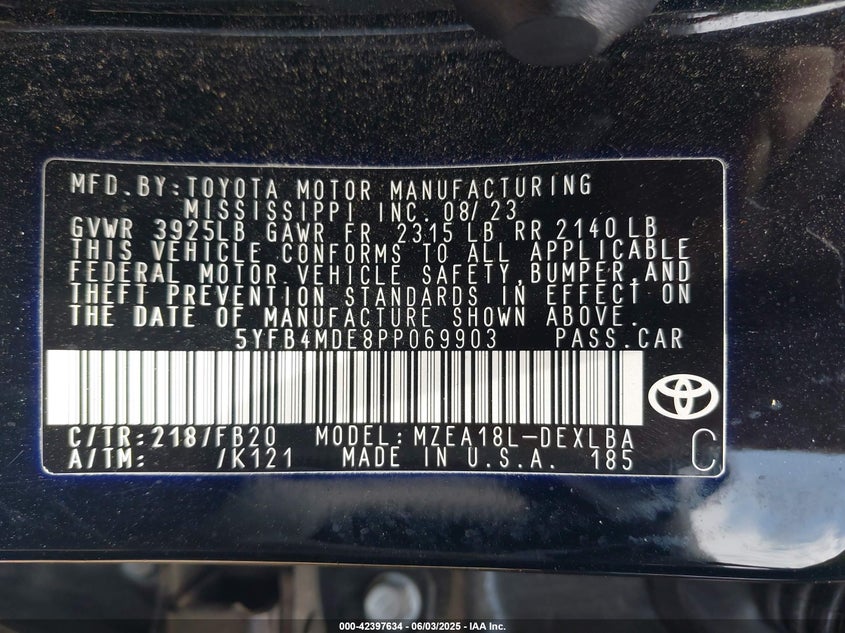 MFD.BY:TOYOTA MOTOR MANUFACTURING
MISSISSIPPI INC. 08/23
GVWR 3925LB GAWR FR 2315 LB RR 2140 LB
THIS VEHICLE CONFORMS TO ALL APPLICABLE
FEDERAL MOTOR VEHICLE SAFETY,BUMPER,AND
THEFT PREVENTION STANDARDS IN EFFECT ON
THE DATE OF MANUFACTURE SHOWN ABOVE.
5YFB4MDE8PP069903 PASS.CAR
C/TR:218/FB20 MODEL:MZEA18L-DEXLBA
A/TM: /K121 MADE IN U.S.A. 185 C
000-42397634 - 06/03/2025 - IAA Inc.